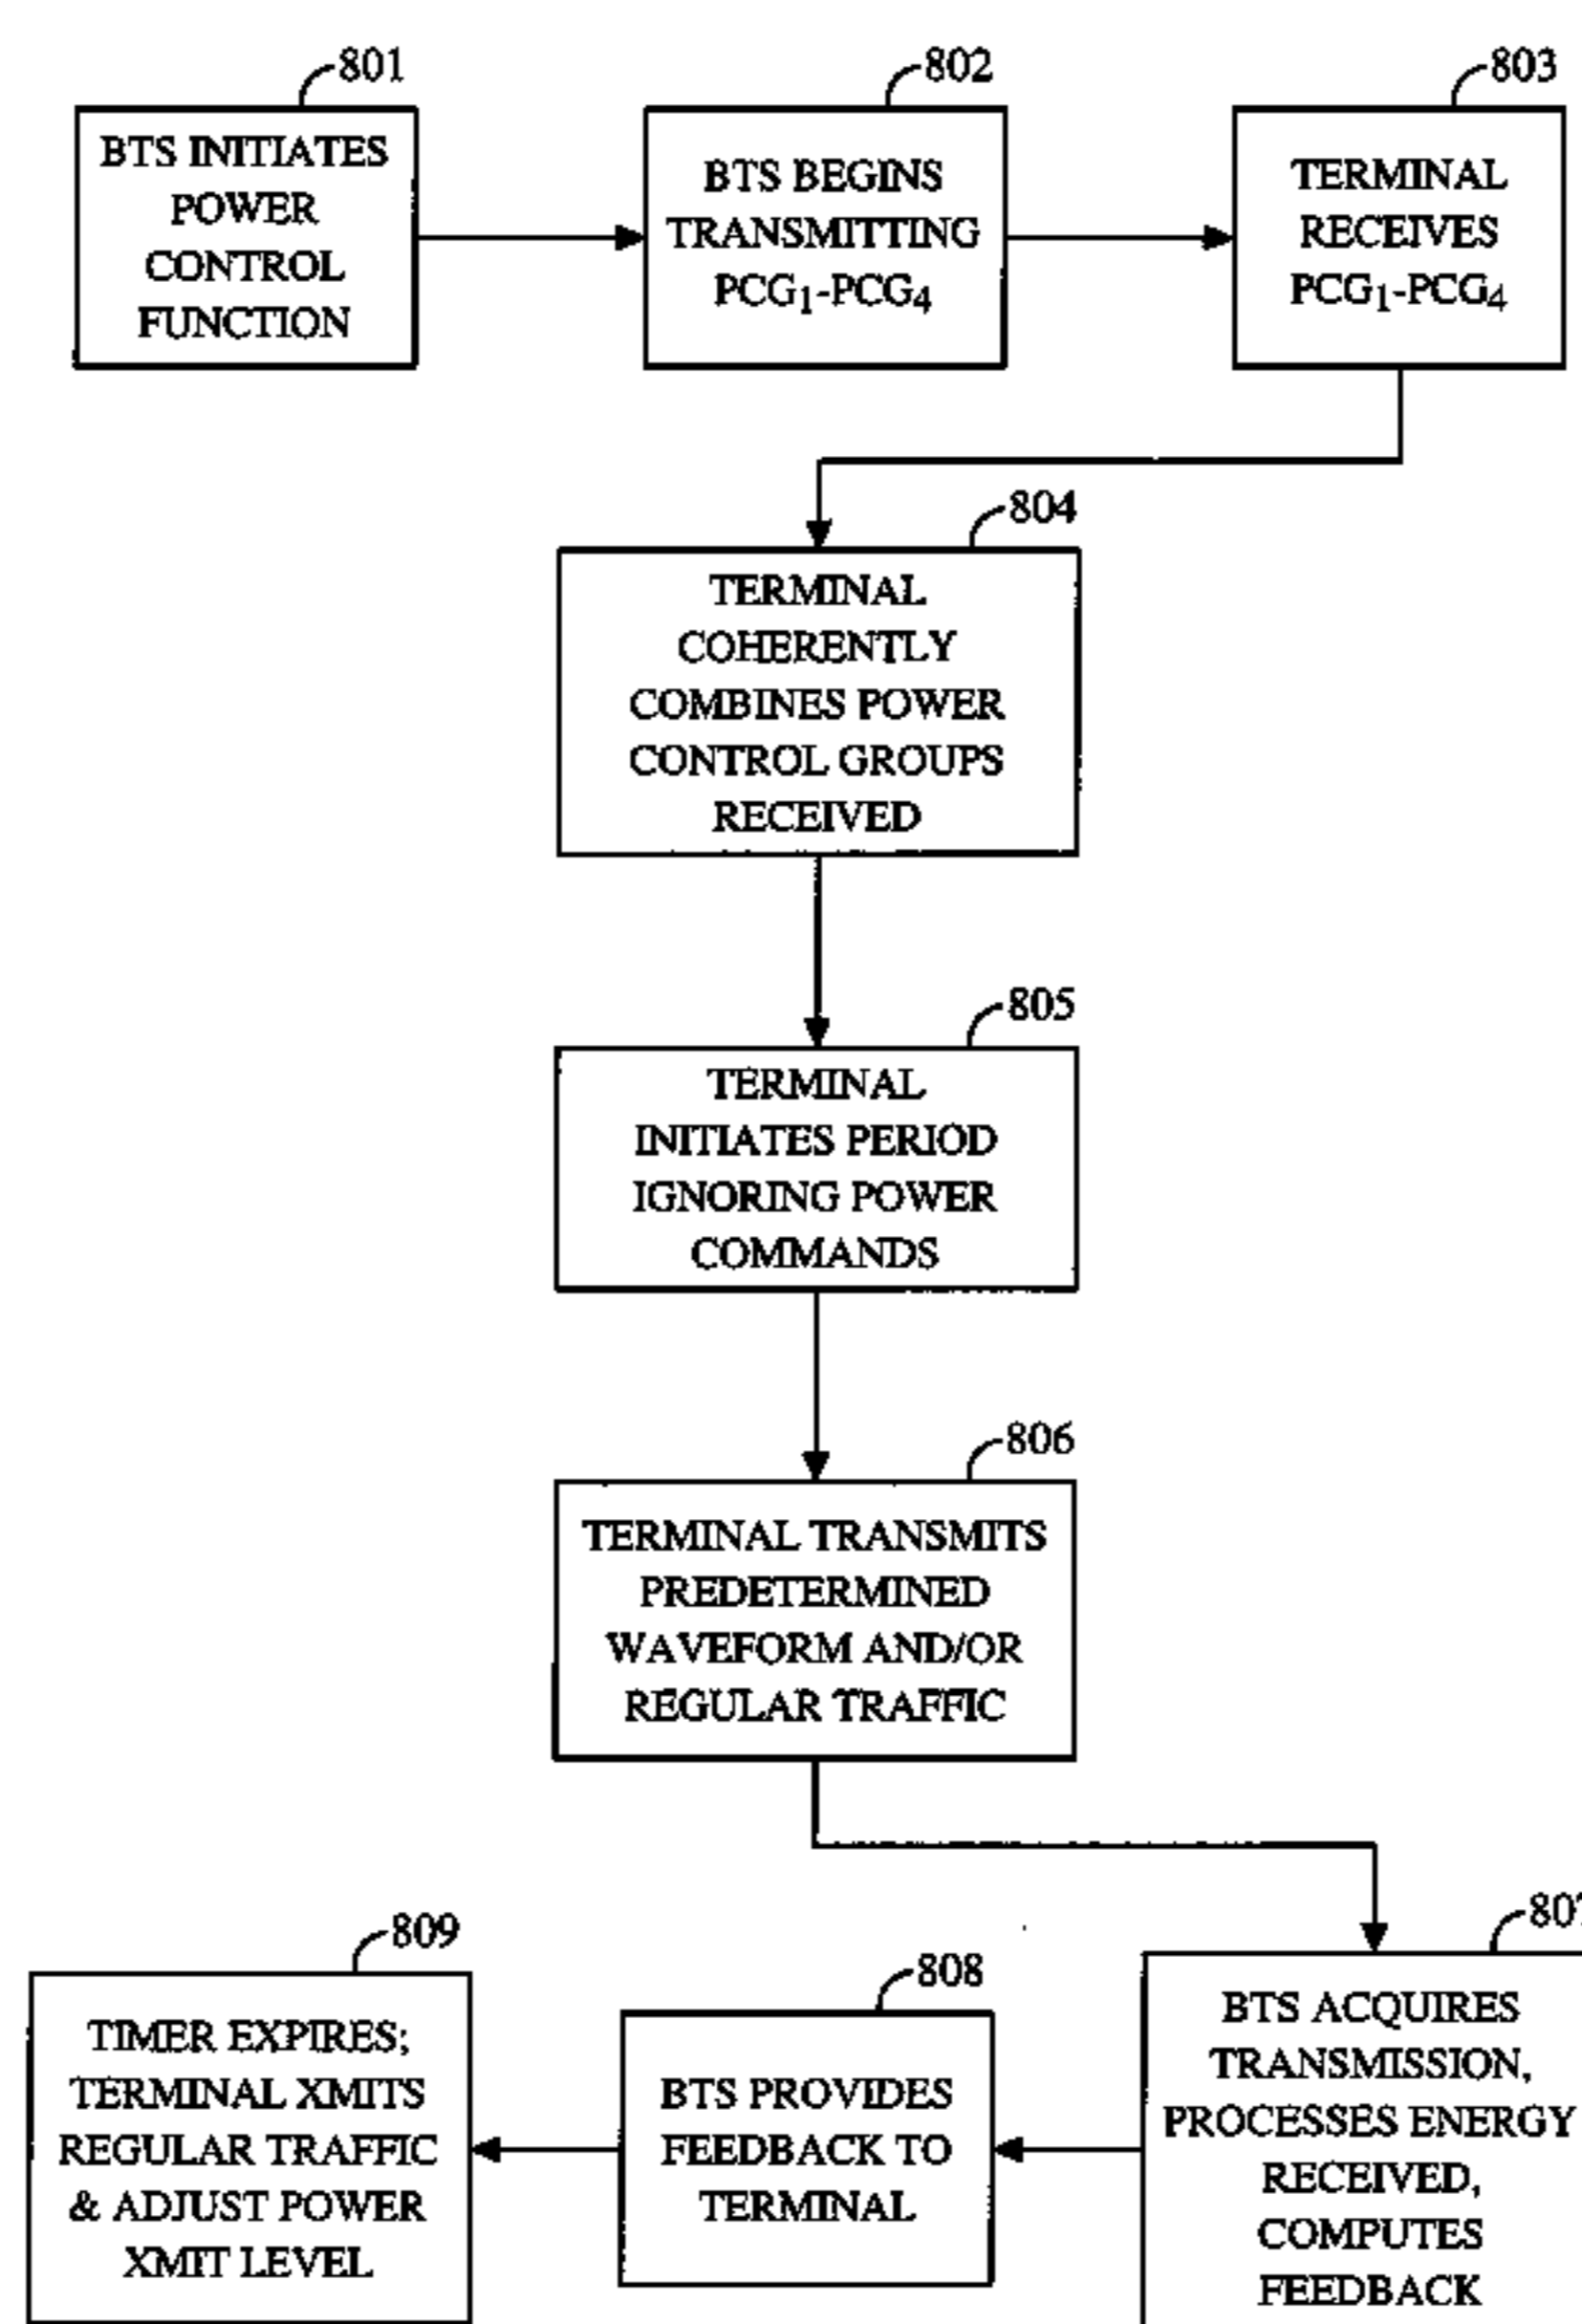 801
BTS INITIATES
POWER
CONTROL
FUNCTION
802
BTS BEGINS
TRANSMITTING
PCG1-PCG4
803
TERMINAL
RECEIVES
PCG1-PCG4
804
TERMINAL
COHERENTLY
COMBINES POWER
CONTROL GROUPS
RECEIVED
805
TERMINAL
INITIATES PERIOD
IGNORING POWER
COMMANDS
806
TERMINAL TRANSMITS
PREDETERMINED
WAVEFORM AND/OR
REGULAR TRAFFIC
807
BTS ACQUIRES
TRANSMISSION,
PROCESSES ENERGY
RECEIVED,
COMPUTES
FEEDBACK
808
BTS PROVIDES
FEEDBACK TO
TERMINAL
809
TIMER EXPIRES;
TERMINAL XMITS
REGULAR TRAFFIC
& ADJUST POWER
XMIT LEVEL